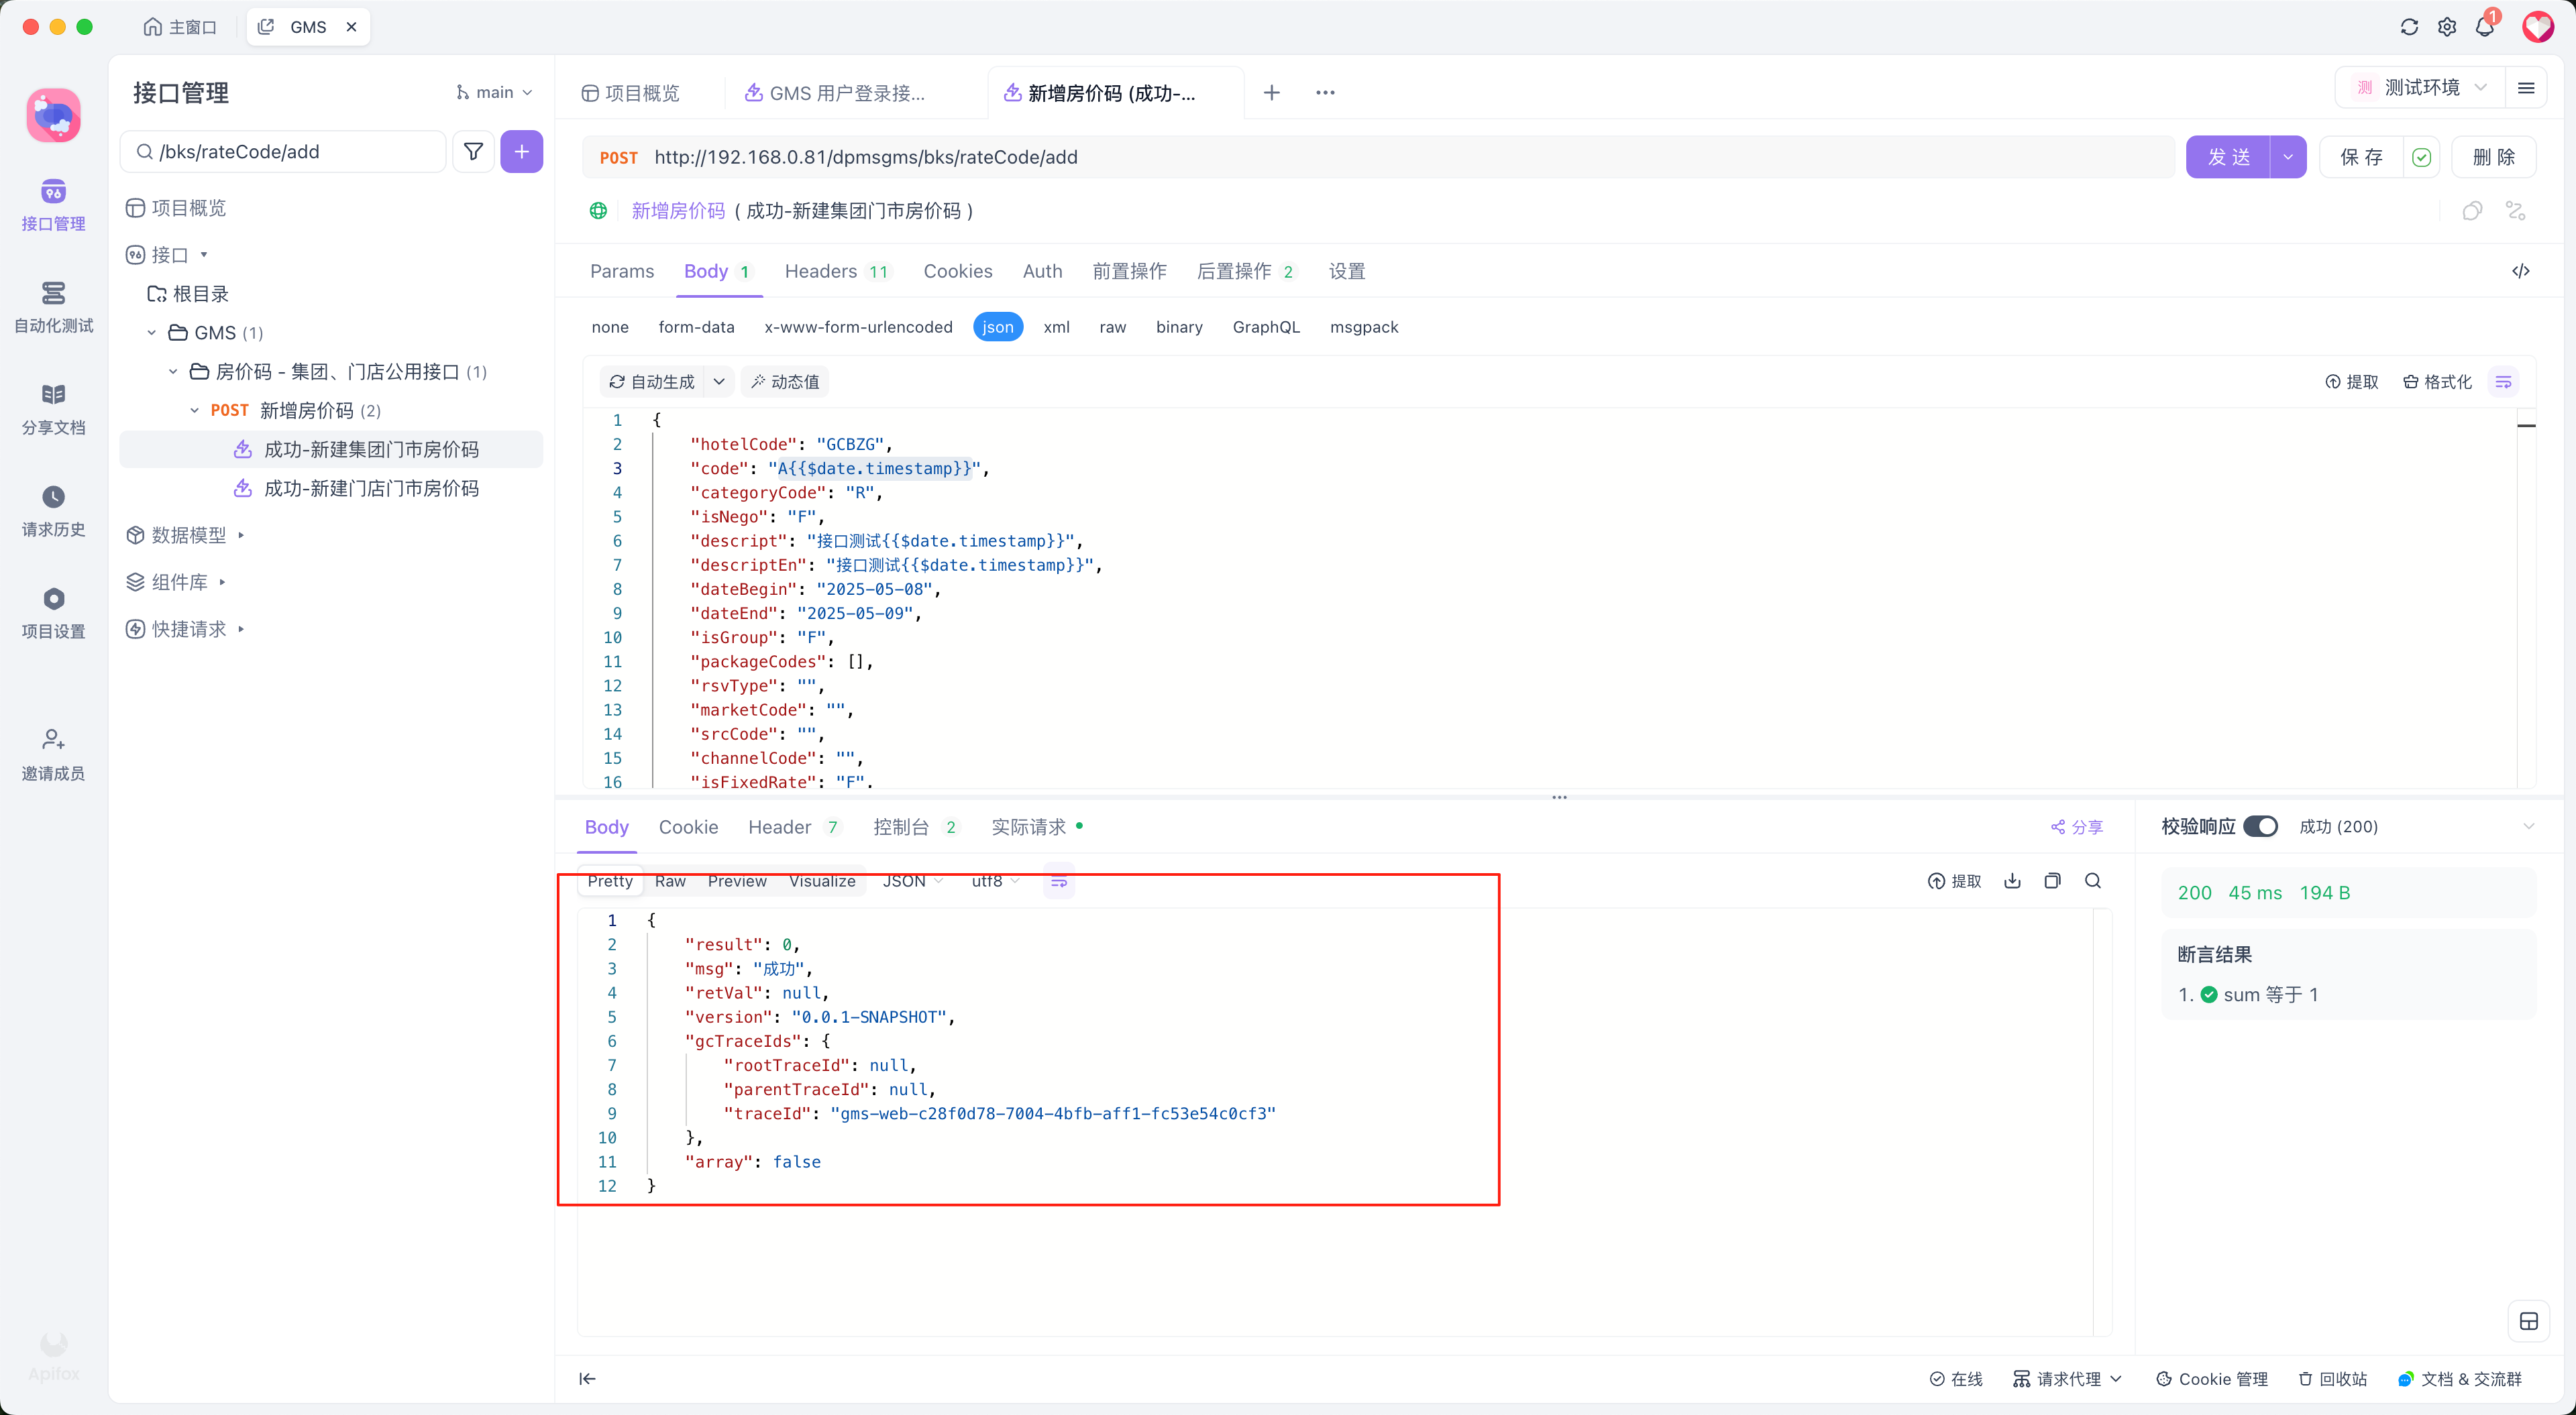 主窗口
GMS
1
接口管理
main
项目概览
GMS 用户登录接...
新增房价码 (成功-...
测 测试环境
/bks/rateCode/add
POST http://192.168.0.81/dpmsgms/bks/rateCode/add
发 送
保 存
删 除
接口管理
自动化测试
分享文档
请求历史
项目设置
邀请成员
Apifox
项目概览
接口
根目录
GMS (1)
房价码 - 集团、门店公用接口 (1)
POST 新增房价码 (2)
成功-新建集团门市房价码
成功-新建门店门市房价码
数据模型
组件库
快捷请求
新增房价码 ( 成功-新建集团门市房价码 )
Params Body 1 Headers 11 Cookies Auth 前置操作 后置操作 2 设置
none form-data x-www-form-urlencoded json xml raw binary GraphQL msgpack
自动生成 动态值 提取 格式化
1 {
2 "hotelCode": "GCBZG",
3 "code": "A{{$date.timestamp}}",
4 "categoryCode": "R",
5 "isNego": "F",
6 "descript": "接口测试{{$date.timestamp}}",
7 "descriptEn": "接口测试{{$date.timestamp}}",
8 "dateBegin": "2025-05-08",
9 "dateEnd": "2025-05-09",
10 "isGroup": "F",
11 "packageCodes": [],
12 "rsvType": "",
13 "marketCode": "",
14 "srcCode": "",
15 "channelCode": "",
16 "isFixedRate": "F",
Body Cookie Header 7 控制台 2 实际请求 分享
校验响应 成功 (200)
Pretty Raw Preview Visualize JSON utf8 提取
1 {
2 "result": 0,
3 "msg": "成功",
4 "retVal": null,
5 "version": "0.0.1-SNAPSHOT",
6 "gcTraceIds": {
7 "rootTraceId": null,
8 "parentTraceId": null,
9 "traceId": "gms-web-c28f0d78-7004-4bfb-aff1-fc53e54c0cf3"
10 },
11 "array": false
12 }
200 45 ms 194 B
断言结果
1. sum 等于 1
在线 请求代理 Cookie 管理 回收站 文档 & 交流群